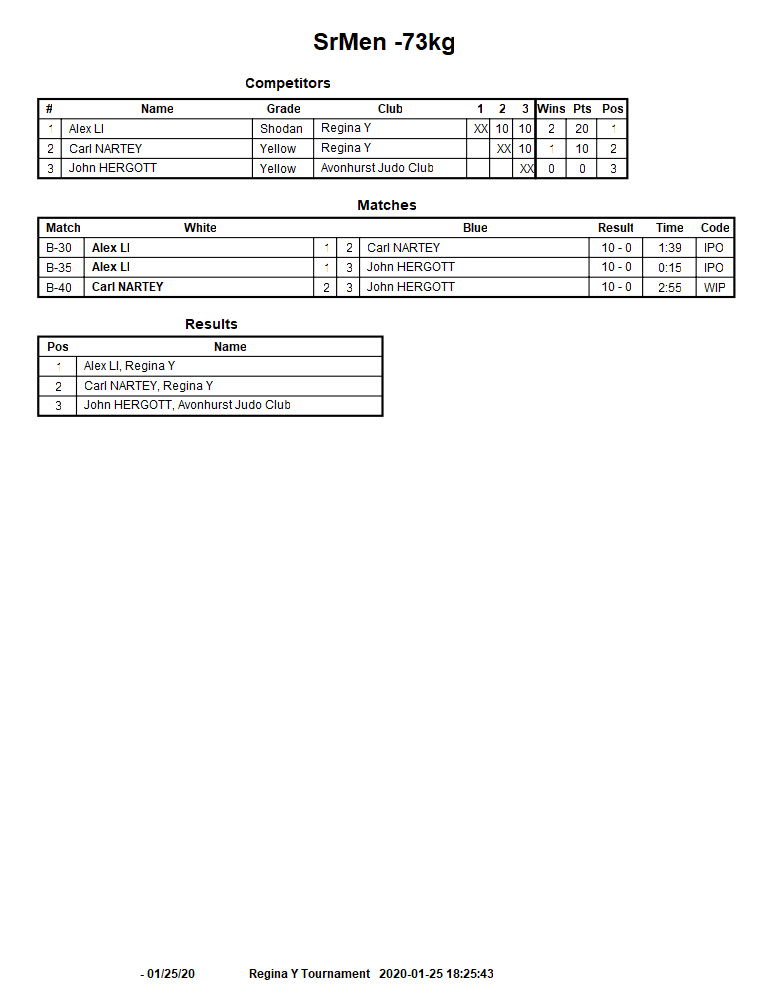 SrMen -73kg
Competitors
# Name Grade Club 1 2 3 Wins Pts Pos
1 Alex LI Shodan Regina Y XX 10 10 2 20 1
2 Carl NARTEY Yellow Regina Y XX 10 1 10 2
3 John HERGOTT Yellow Avonhurst Judo Club XX 0 0 3
Matches
Match White Blue Result Time Code
B-30 Alex LI 1 2 Carl NARTEY 10 - 0 1:39 IPO
B-35 Alex LI 1 3 John HERGOTT 10 - 0 0:15 IPO
B-40 Carl NARTEY 2 3 John HERGOTT 10 - 0 2:55 WIP
Results
Pos Name
1 Alex LI, Regina Y
2 Carl NARTEY, Regina Y
3 John HERGOTT, Avonhurst Judo Club
- 01/25/20 Regina Y Tournament 2020-01-25 18:25:43